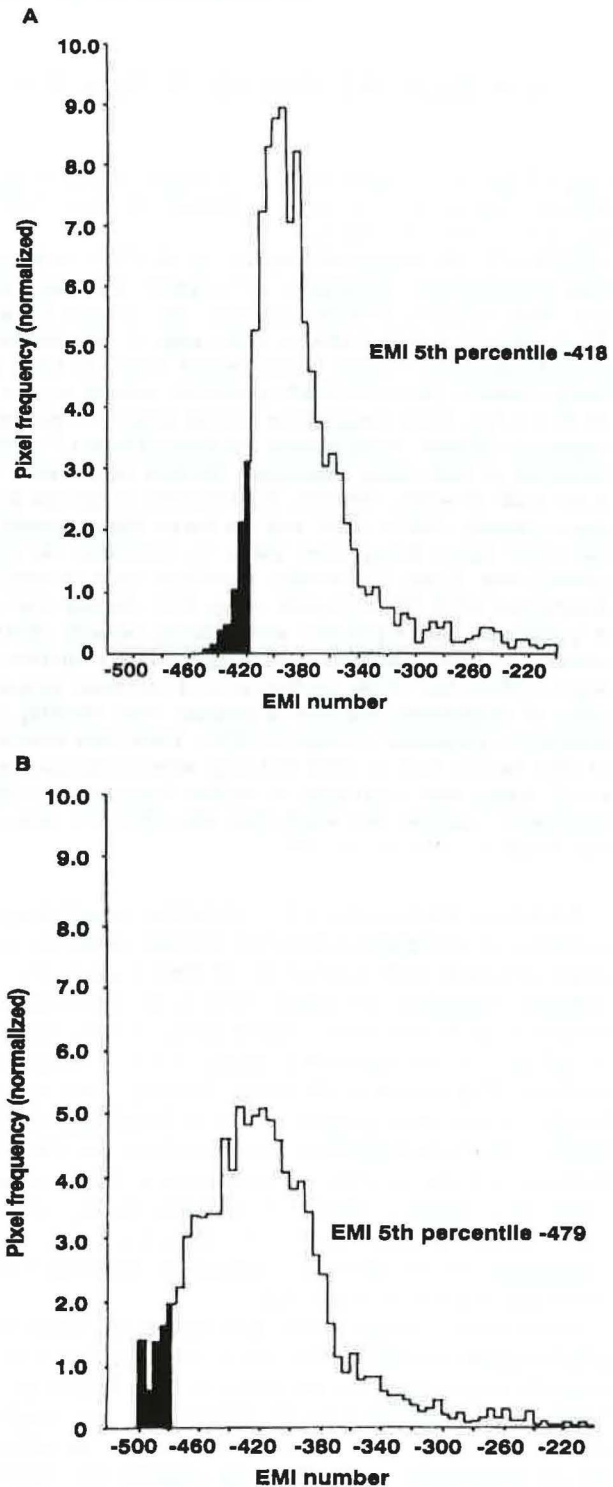 A
10.0
9.0
8.0
7.0
6.0
5.0
4.0
3.0
2.0
1.0
0
Pixel frequency (normalized)
EMI 5th percentile -418
-500 -460 -420 -380 -340 -300 -260 -220
EMI number
B
10.0
9.0
8.0
7.0
6.0
5.0
4.0
3.0
2.0
1.0
0
Pixel frequency (normalized)
EMI 5th percentile -479
-500 -460 -420 -380 -340 -300 -260 -220
EMI number